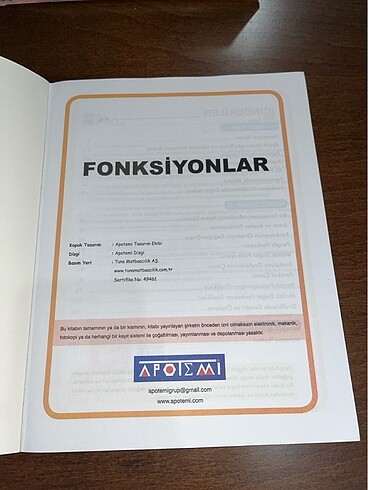 FONKSİYONLAR
Kapak Tasarım : Apotemi Tasarım Ekibi
Dizgi : Apotemi Dizgi
Basım Yeri : Tuna Matbaacılık AŞ.
www.tunamatbaacilik.com.tr
Sertifika No: 49461
Bu kitabın tamamının ya da bir kısmının, kitabı yayınlayan şirketin önceden izni olmaksızın elektronik, mekanik,
fotokopi ya da herhangi bir kayıt sistemi ile çoğaltılması, yayımlanması ve depolanması yasaktır.
APOTEMİ
apotemigrup@gmail.com
www.apotemi.com